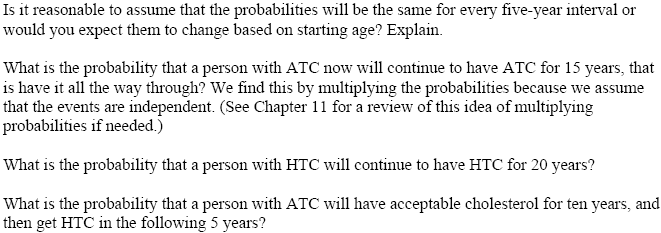 Is it reasonable to assume that the probabilities will be the same for every five-year interval or
would you expect them to change based on starting age? Explain.
What is the probability that a person with ATC now will continue to have ATC for 15 years, that
is have it all the way through? We find this by multiplying the probabilities because we assume
that the events are independent. (See Chapter 11 for a review of this idea of multiplying
probabilities if needed.)
What is the probability that a person with HTC will continue to have HTC for 20 years?
What is the probability that a person with ATC will have acceptable cholesterol for ten years, and
then get HTC in the following 5 years?